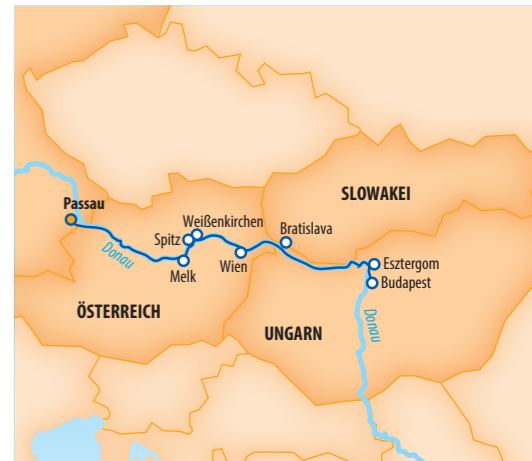 SLOWAKEI
Passau
Weißenkirchen
Spitz
Bratislava
Donau
Wien
Melk
Esztergom
Budapest
ÖSTERREICH
UNGARN
Donau